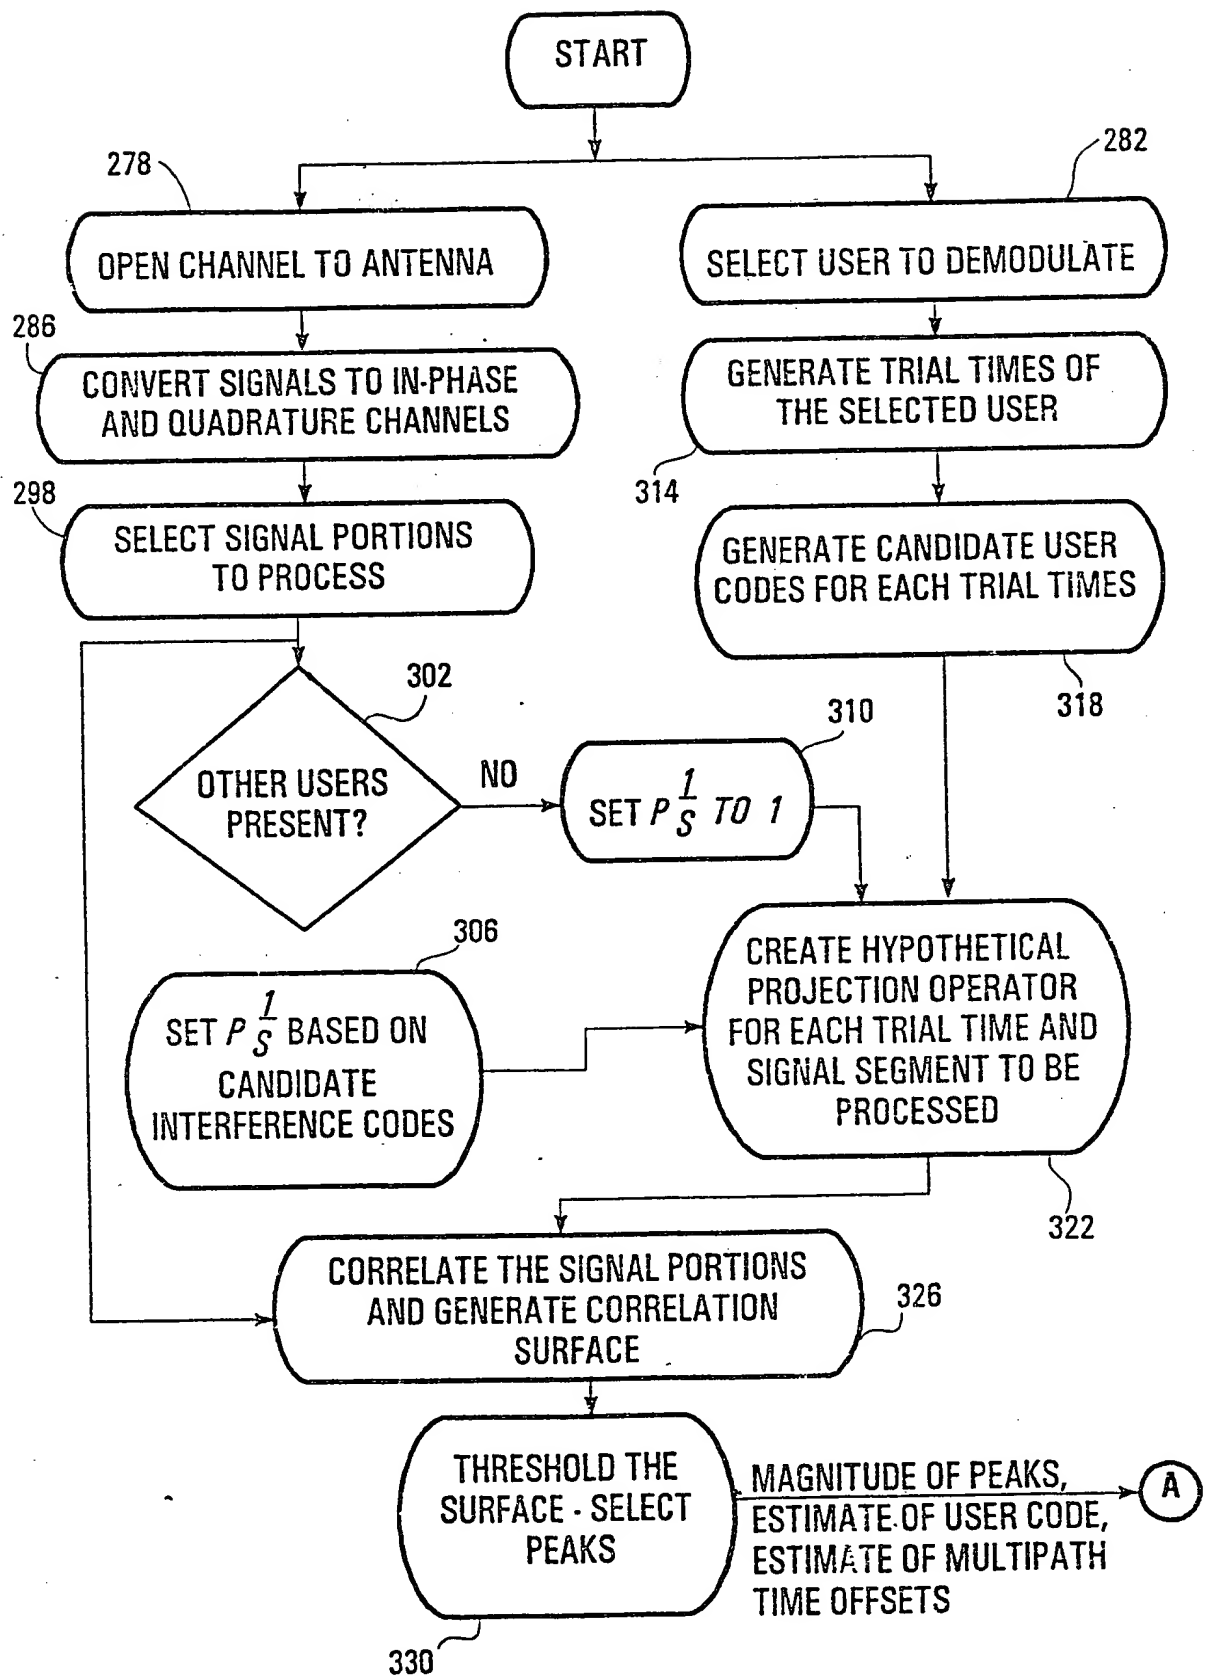 START
278
282
OPEN CHANNEL TO ANTENNA
SELECT USER TO DEMODULATE
286
CONVERT SIGNALS TO IN-PHASE
AND QUADRATURE CHANNELS
GENERATE TRIAL TIMES OF
THE SELECTED USER
314
298
SELECT SIGNAL PORTIONS
TO PROCESS
GENERATE CANDIDATE USER
CODES FOR EACH TRIAL TIMES
318
302
OTHER USERS
PRESENT?
NO
310
SET P 1/S TO 1
306
SET P 1/S BASED ON
CANDIDATE
INTERFERENCE CODES
CREATE HYPOTHETICAL
PROJECTION OPERATOR
FOR EACH TRIAL TIME AND
SIGNAL SEGMENT TO BE
PROCESSED
322
CORRELATE THE SIGNAL PORTIONS
AND GENERATE CORRELATION
SURFACE
326
THRESHOLD THE
SURFACE - SELECT
PEAKS
330
MAGNITUDE OF PEAKS,
ESTIMATE OF USER CODE,
ESTIMATE OF MULTIPATH
TIME OFFSETS
A